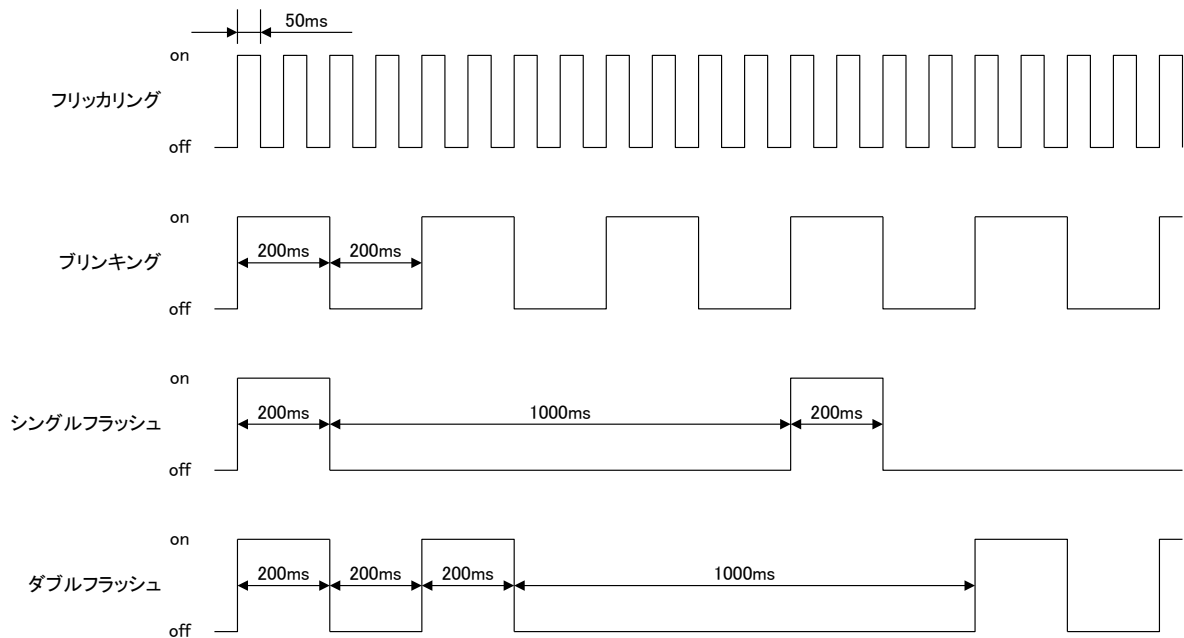 50ms
on
フリッカリング
off
on
200ms 200ms
ブリンキング
off
on
200ms 1000ms 200ms
シングルフラッシュ
off
on
200ms 200ms 200ms 1000ms
ダブルフラッシュ
off